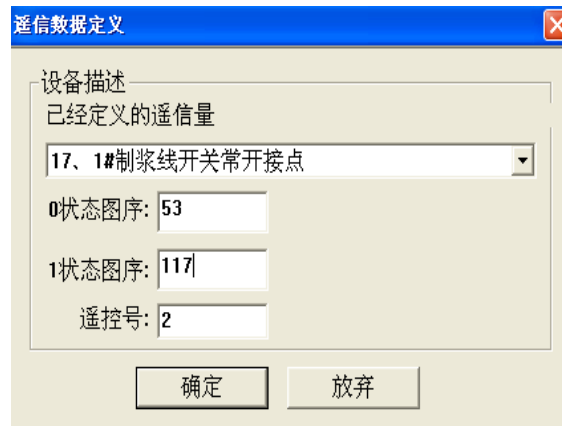 遥信数据定义
设备描述
已经定义的遥信量
17、1#制浆线开关常开接点
0状态图序: 53
1状态图序: 117
遥控号: 2
确定 放弃